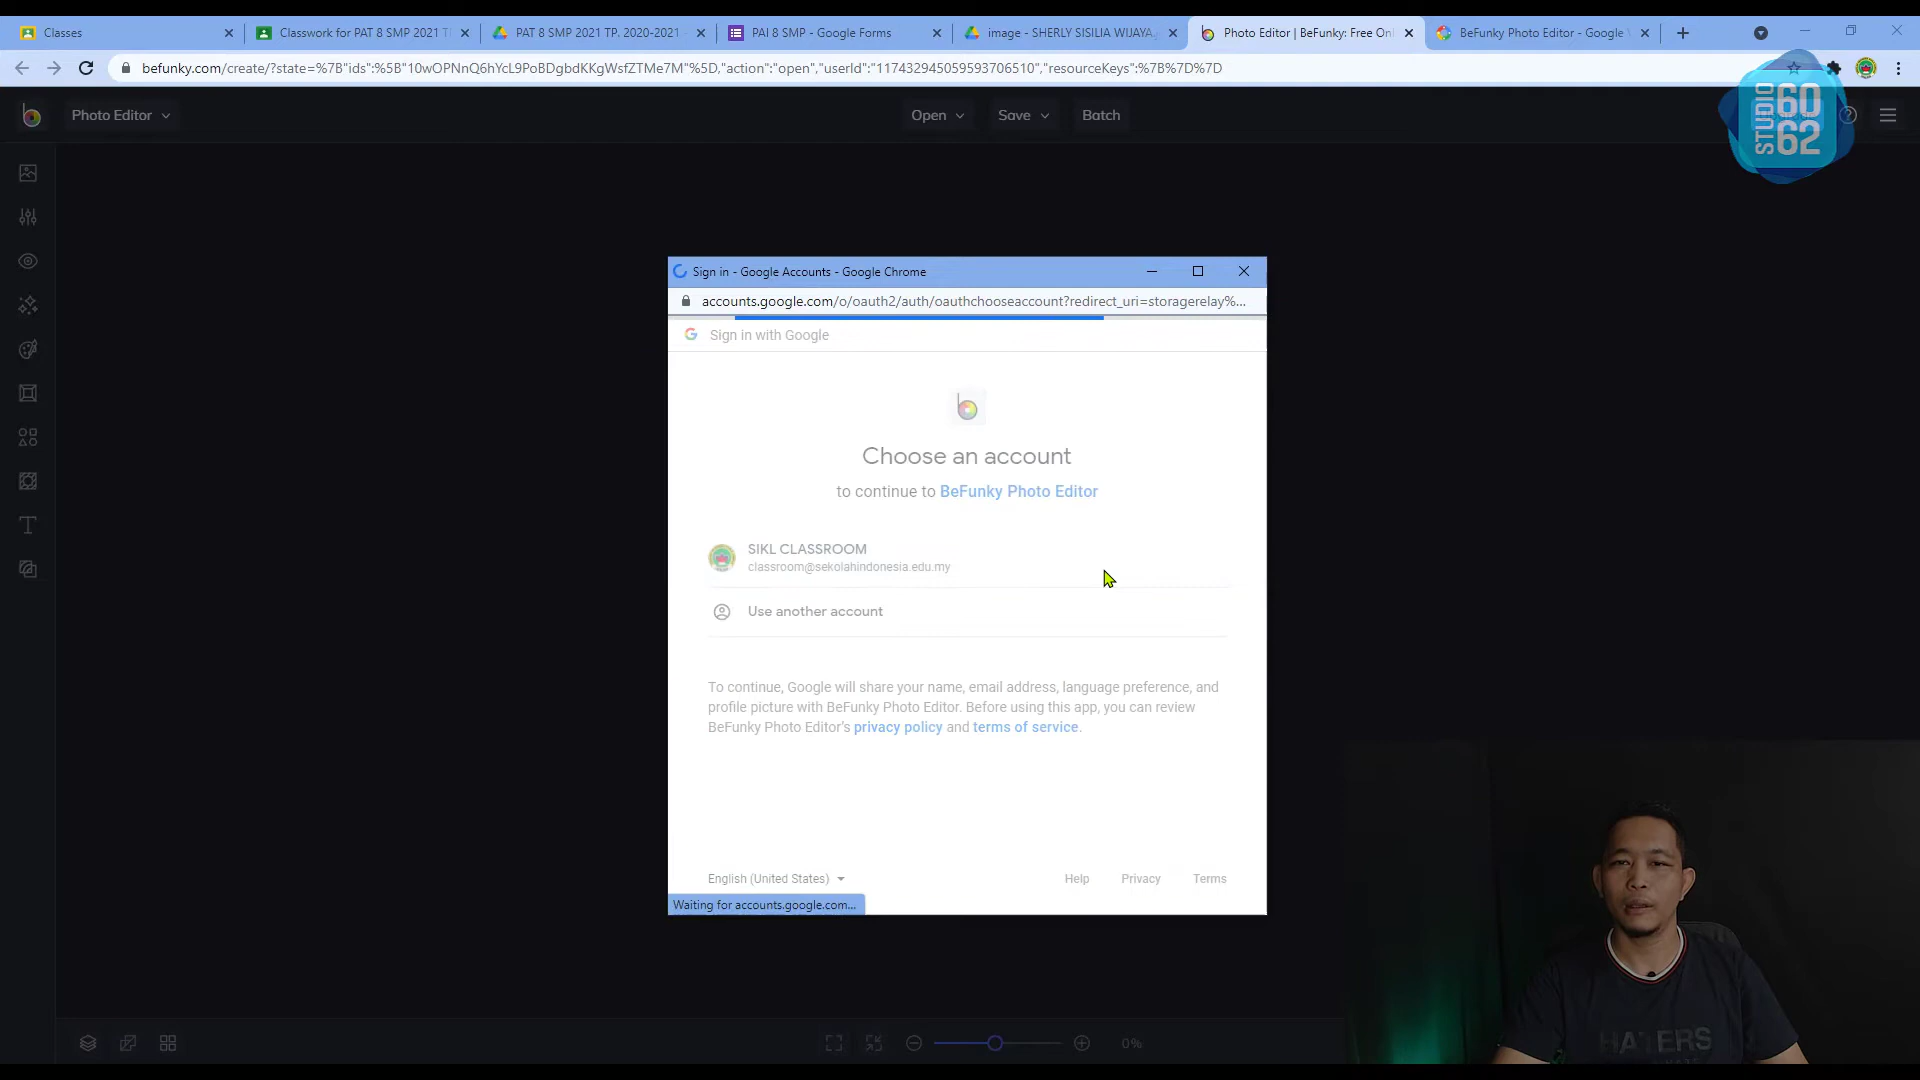 Classes
Classwork for PAT 8 SMP 2021 T
PAT 8 SMP 2021 TP. 2020-2021 -
PAI 8 SMP - Google Forms
image - SHERLY SISILIA WIJAYA.
Photo Editor | BeFunky: Free Onl
BeFunky Photo Editor - Google
befunky.com/create/?state=%7B"ids":%5B"10wOPNnQ6hYcL9PoBDgbdKKgWsfZTMe7M"%5D,"action":"open","userId":"117432945059593706510","resourceKeys":%7B%7D%7D
Photo Editor
Open
Save
Batch
STUDIO 60 62
Sign in - Google Accounts - Google Chrome
accounts.google.com/o/oauth2/auth/oauthchooseaccount?redirect_uri=storagerelay%...
Sign in with Google
Choose an account
to continue to BeFunky Photo Editor
SIKL CLASSROOM
classroom@sekolahindonesia.edu.my
Use another account
To continue, Google will share your name, email address, language preference, and
profile picture with BeFunky Photo Editor. Before using this app, you can review
BeFunky Photo Editor's privacy policy and terms of service.
English (United States)
Help
Privacy
Terms
Waiting for accounts.google.com...
0%
HATERS